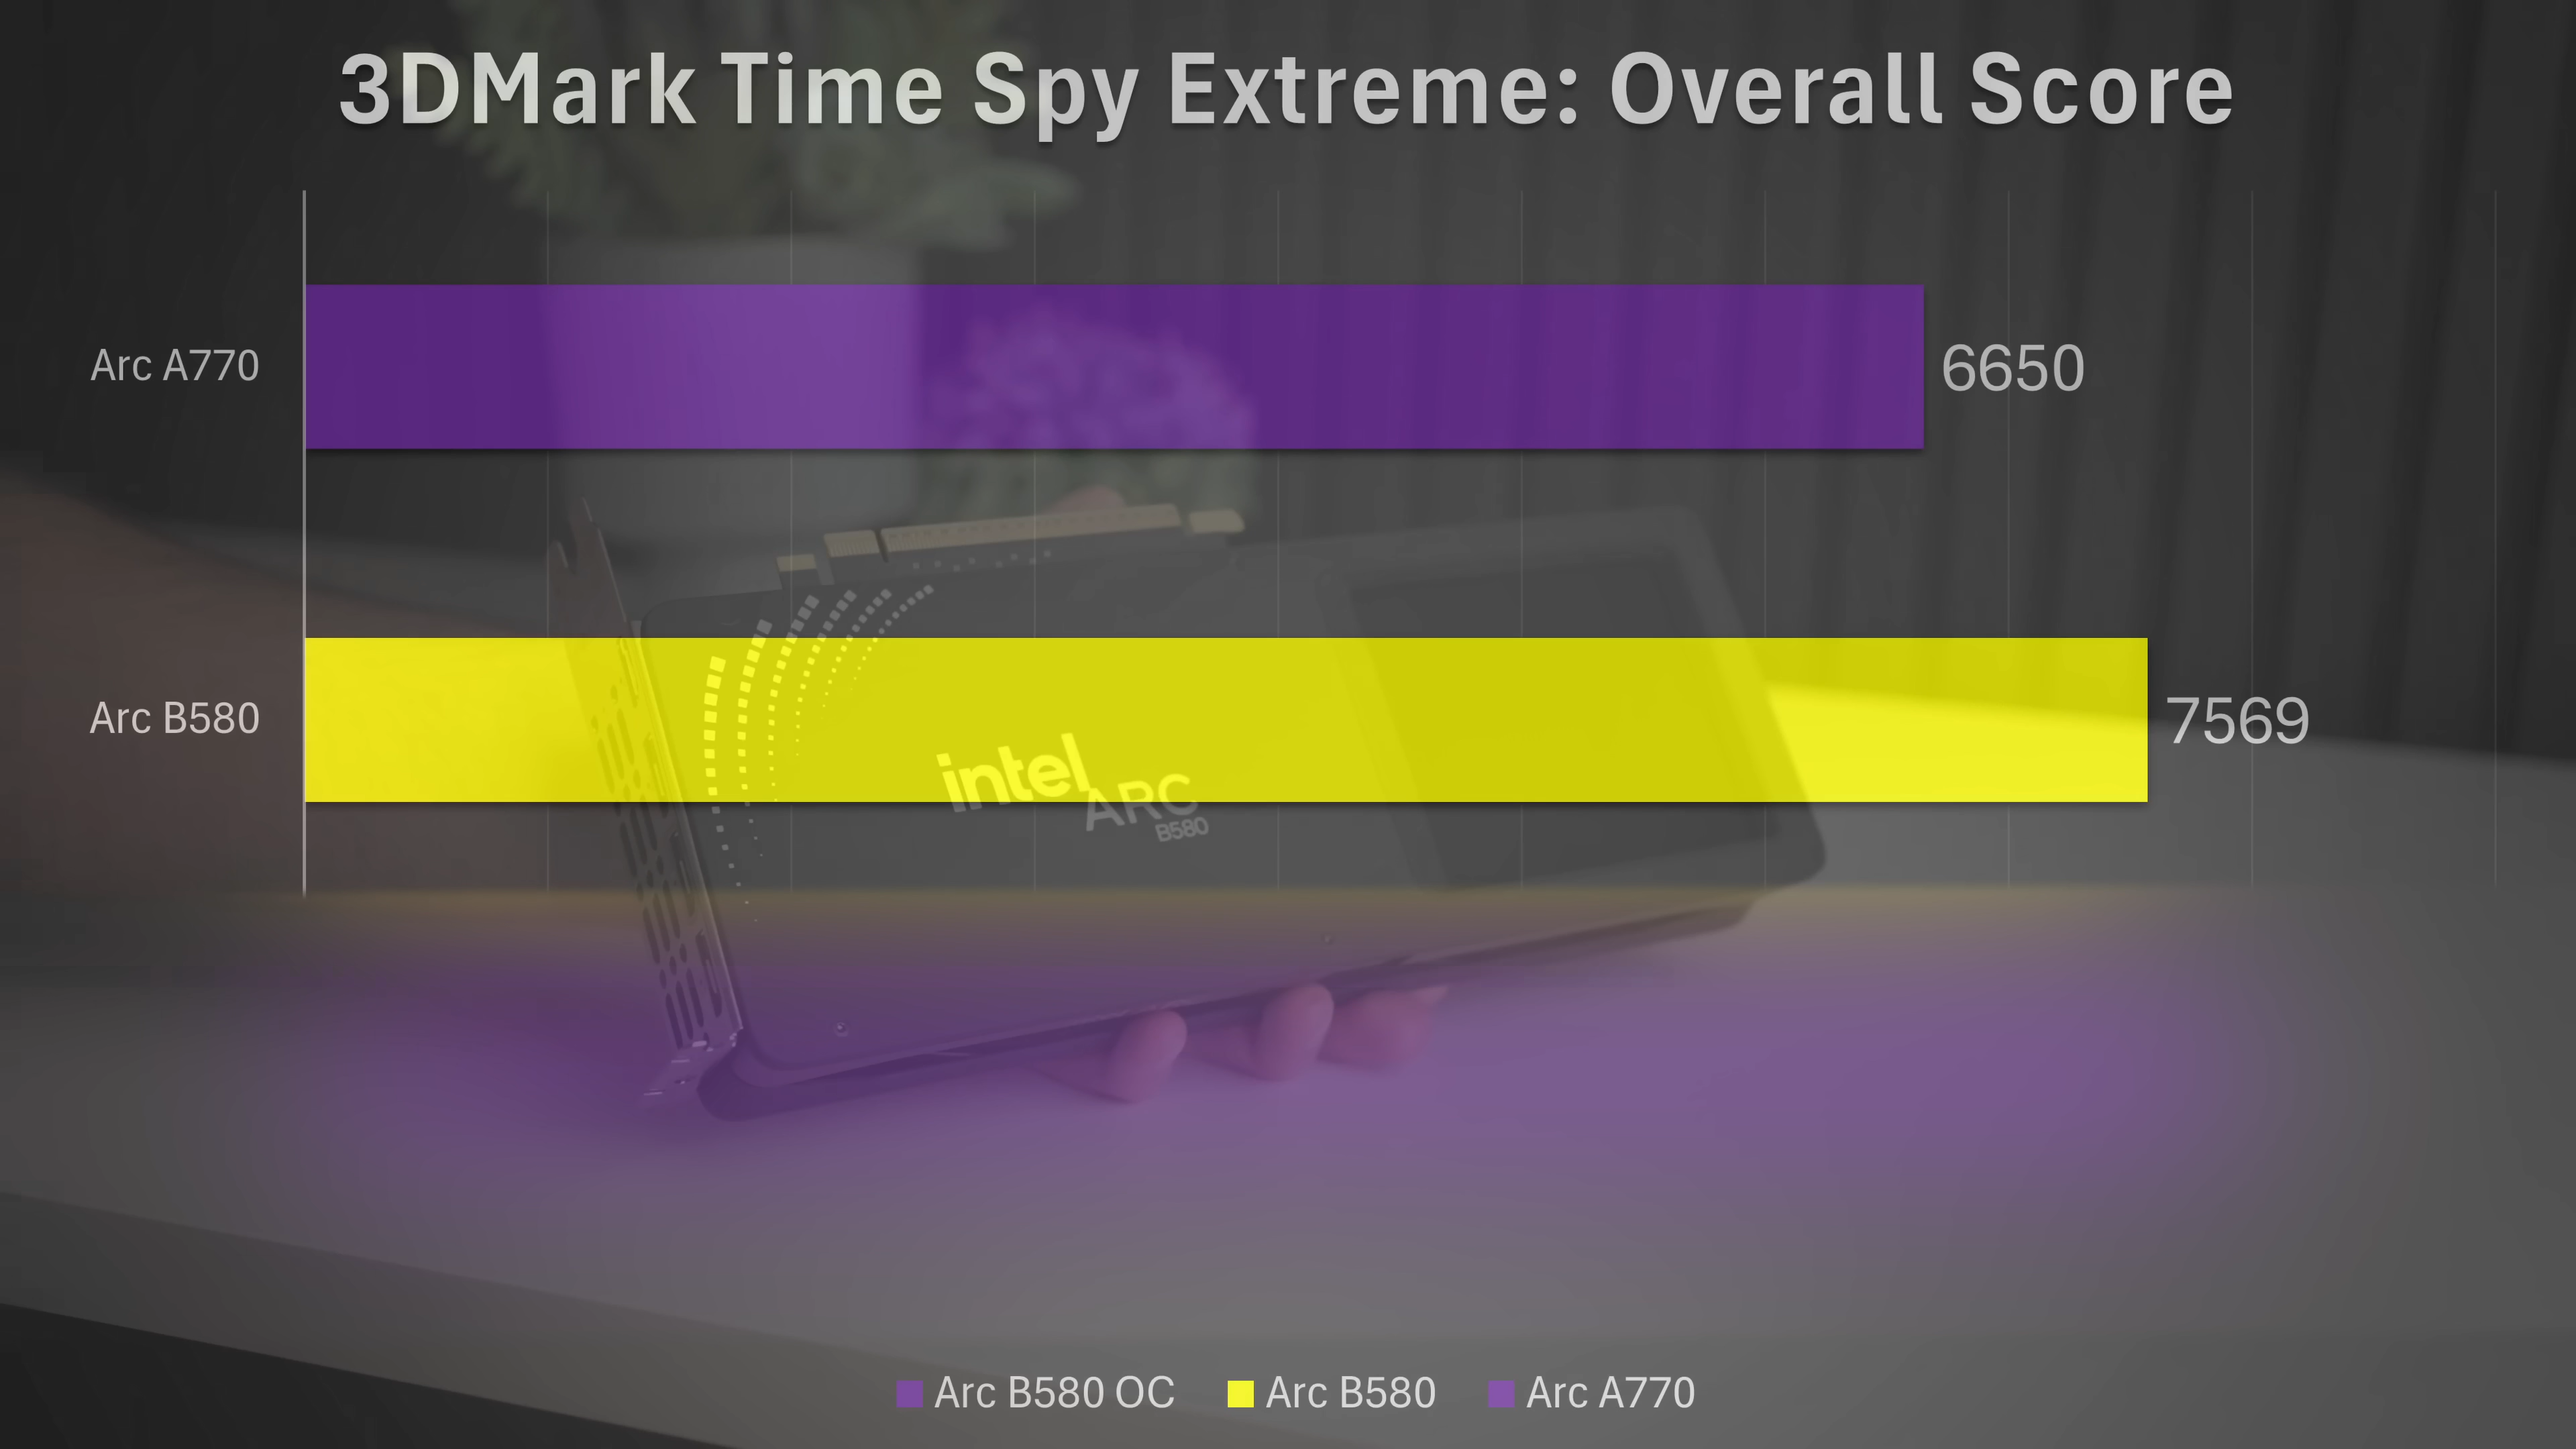 3DMark Time Spy Extreme: Overall Score
Arc A770
6650
Arc B580
7569
intel
ARC
B580
Arc B580 OC
Arc B580
Arc A770